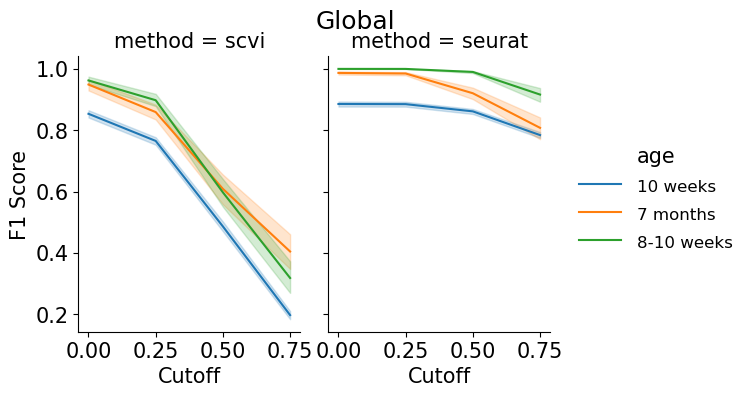 Global
method = scvi
method = seurat
F1 Score
1.0
0.8
0.6
0.4
0.2
0.00 0.25 0.50 0.75
0.00 0.25 0.50 0.75
Cutoff
Cutoff
age
10 weeks
7 months
8-10 weeks